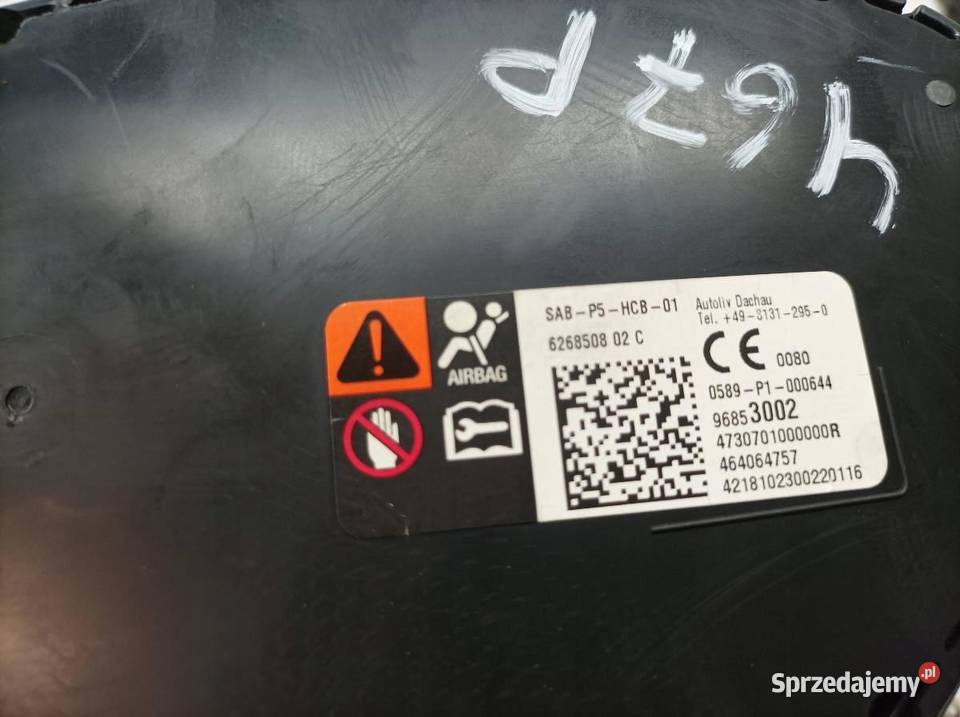 467P
AIRBAG
SAB-P5-HCB-01
6268508 02 C
Autoliv Dachau
Tel. +49-8131-295-0
CE 0080
0589-P1-000644
96853002
4730701000000R
464064757
4218102300220116
Sprzedajemy.pl